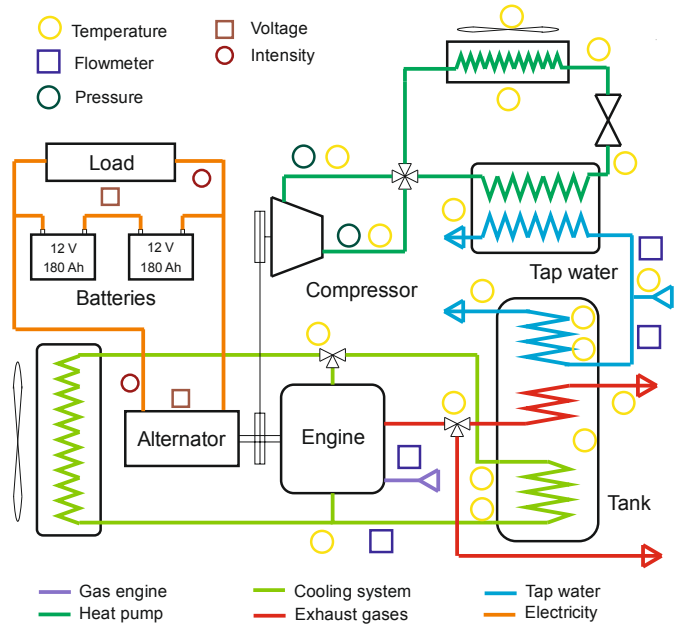 Temperature
Voltage
Flowmeter
Intensity
Pressure
Load
12 V
180 Ah
12 V
180 Ah
Batteries
Compressor
Tap water
Alternator
Engine
Tank
Gas engine
Cooling system
Tap water
Heat pump
Exhaust gases
Electricity